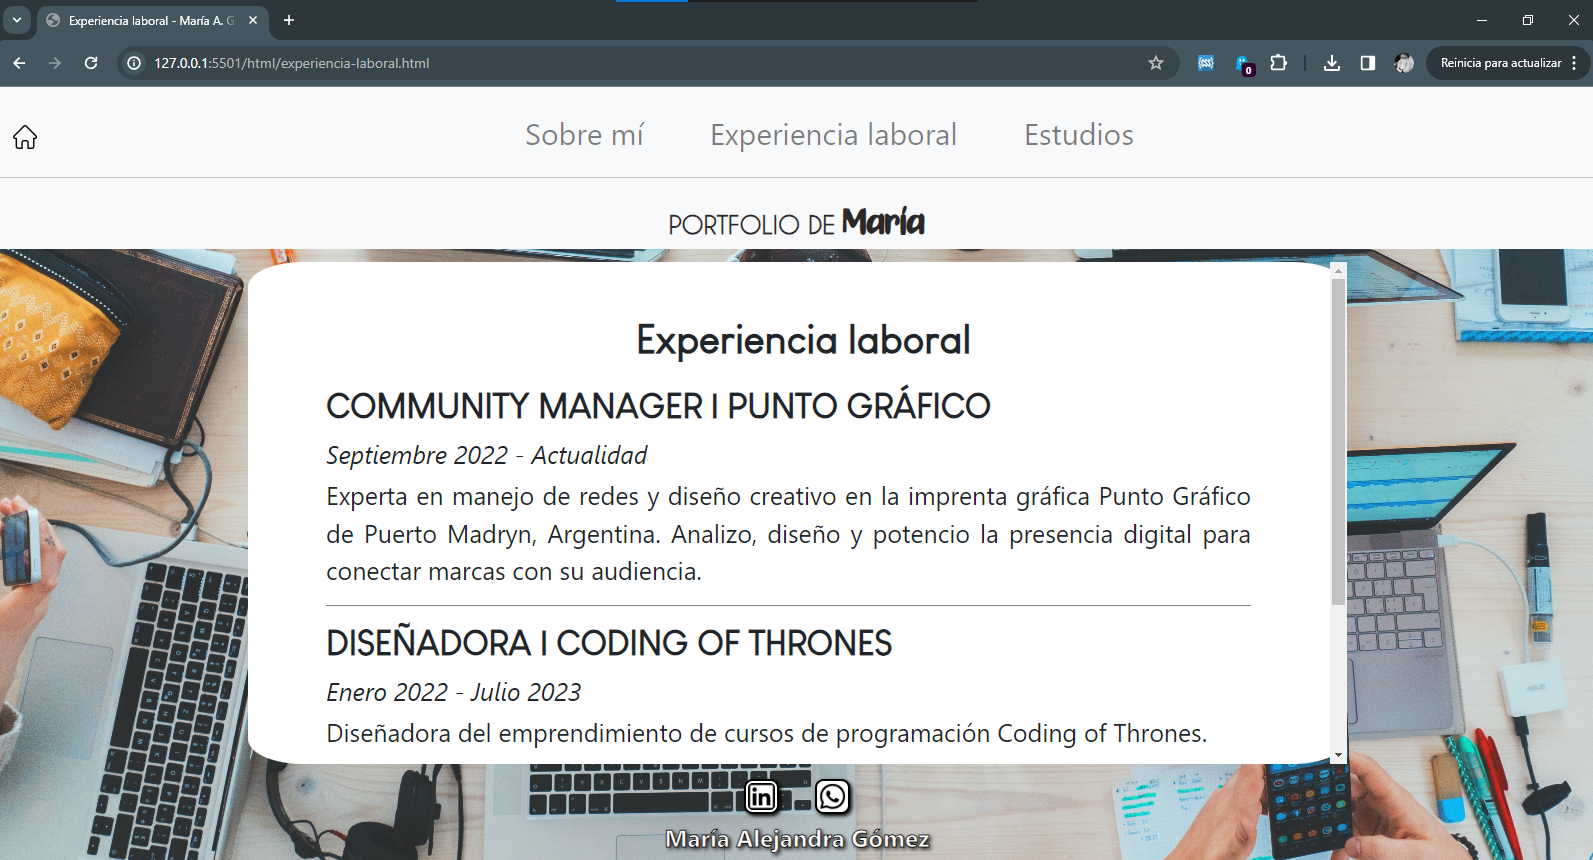 Experiencia laboral - María A. G
127.0.0.1:5501/html/experiencia-laboral.html
0
Reinicia para actualizar
Sobre mí
Experiencia laboral
Estudios
PORTFOLIO DE María
Experiencia laboral
COMMUNITY MANAGER | PUNTO GRÁFICO
Septiembre 2022 - Actualidad
Experta en manejo de redes y diseño creativo en la imprenta gráfica Punto Gráfico
de Puerto Madryn, Argentina. Analizo, diseño y potencio la presencia digital para
conectar marcas con su audiencia.
DISEÑADORA | CODING OF THRONES
Enero 2022 - Julio 2023
Diseñadora del emprendimiento de cursos de programación Coding of Thrones.
in
María Alejandra Gómez